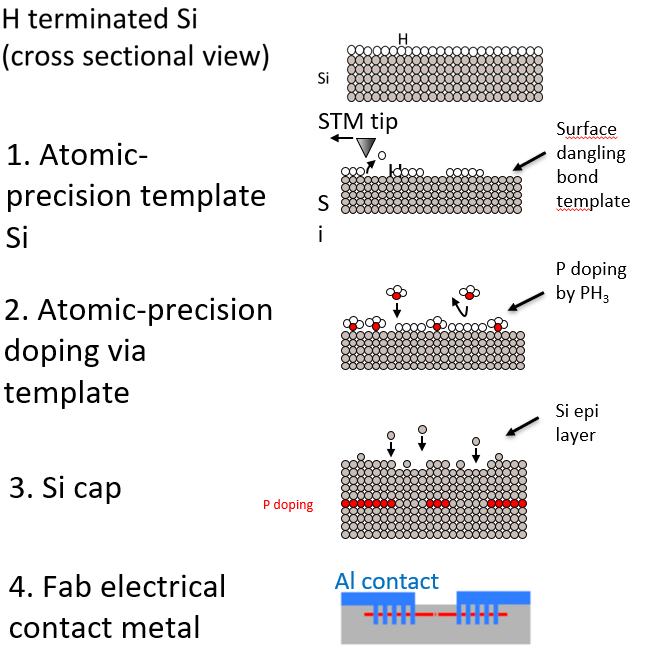 H terminated Si
(cross sectional view)
H
Si
STM tip
1. Atomic-
precision template
Si
H
S
i
Surface
dangling
bond
template
2. Atomic-precision
doping via
template
P doping
by PH₃
3. Si cap
P doping
Si epi
layer
4. Fab electrical
contact metal
Al contact